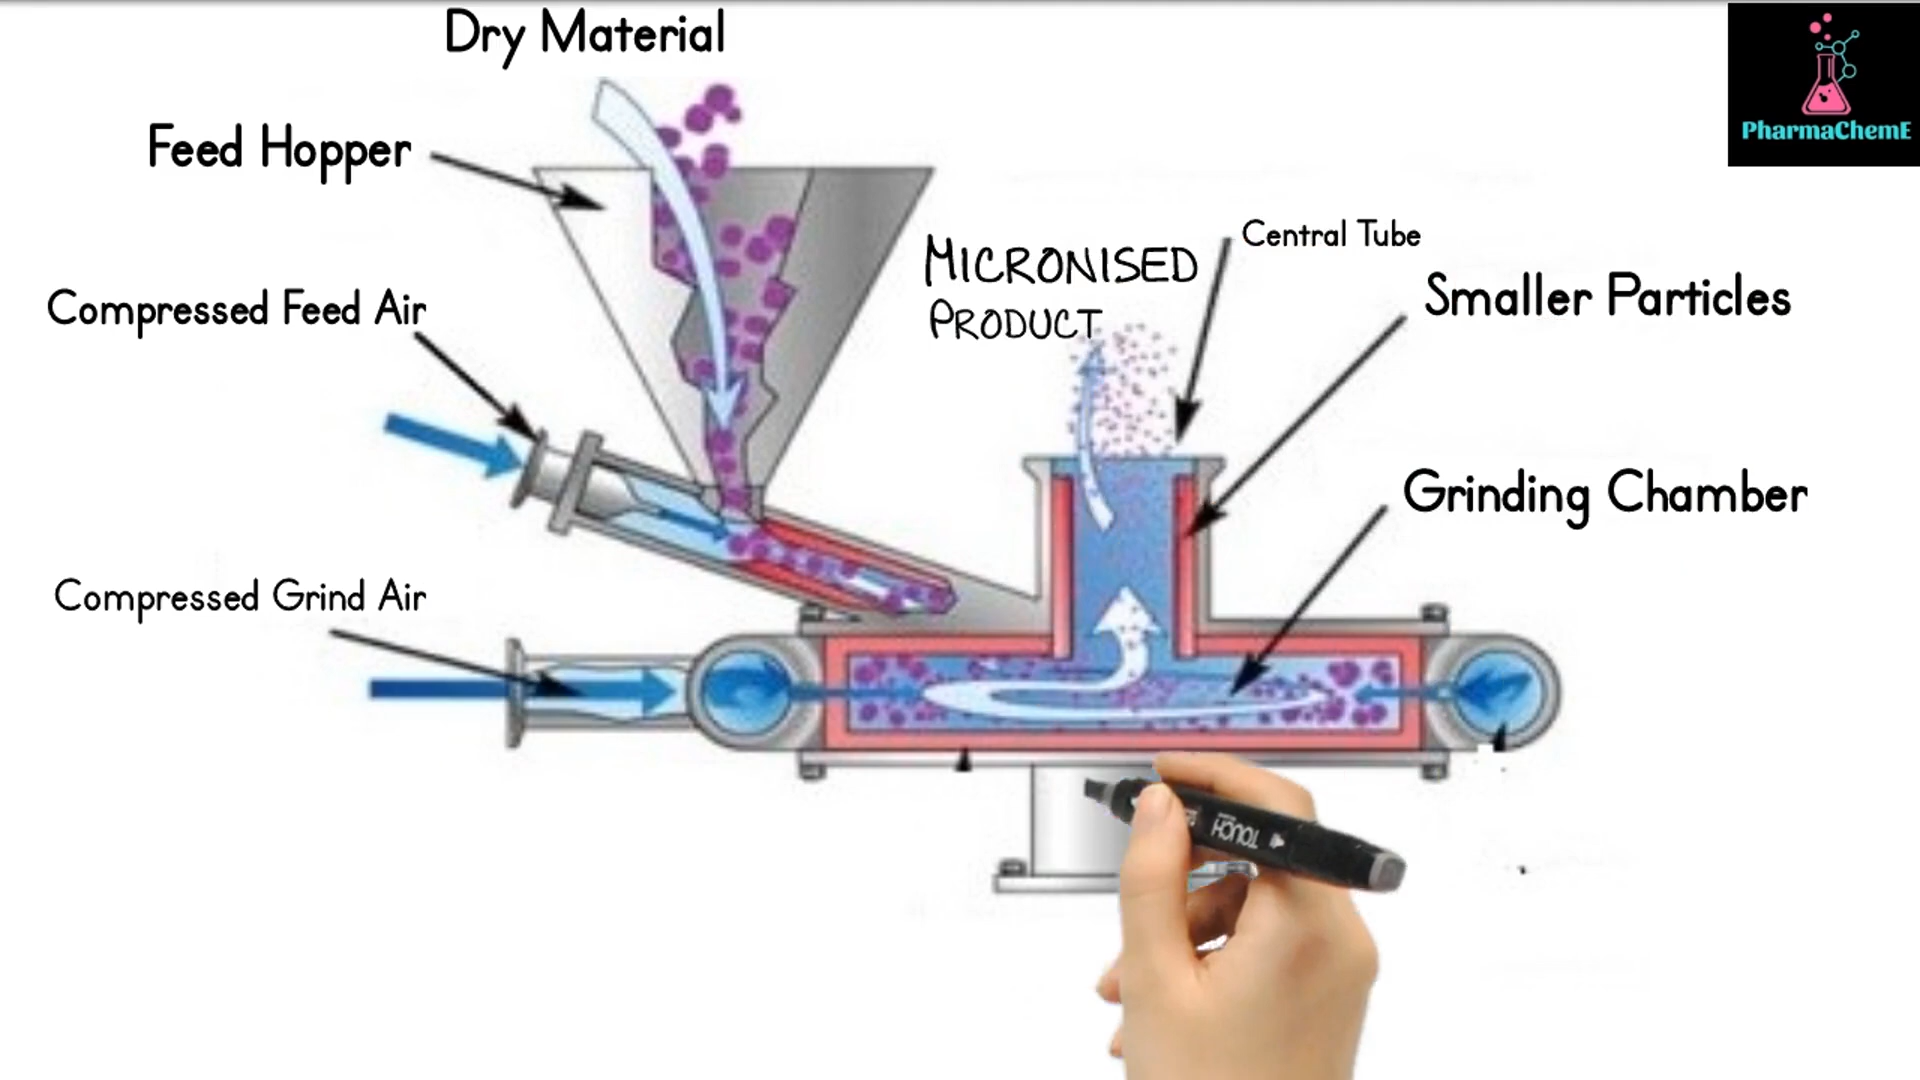 Dry Material
PharmaChemE
Feed Hopper
Central Tube
MICRONISED
PRODUCT
Smaller Particles
Compressed Feed Air
Grinding Chamber
Compressed Grind Air
TOUCH